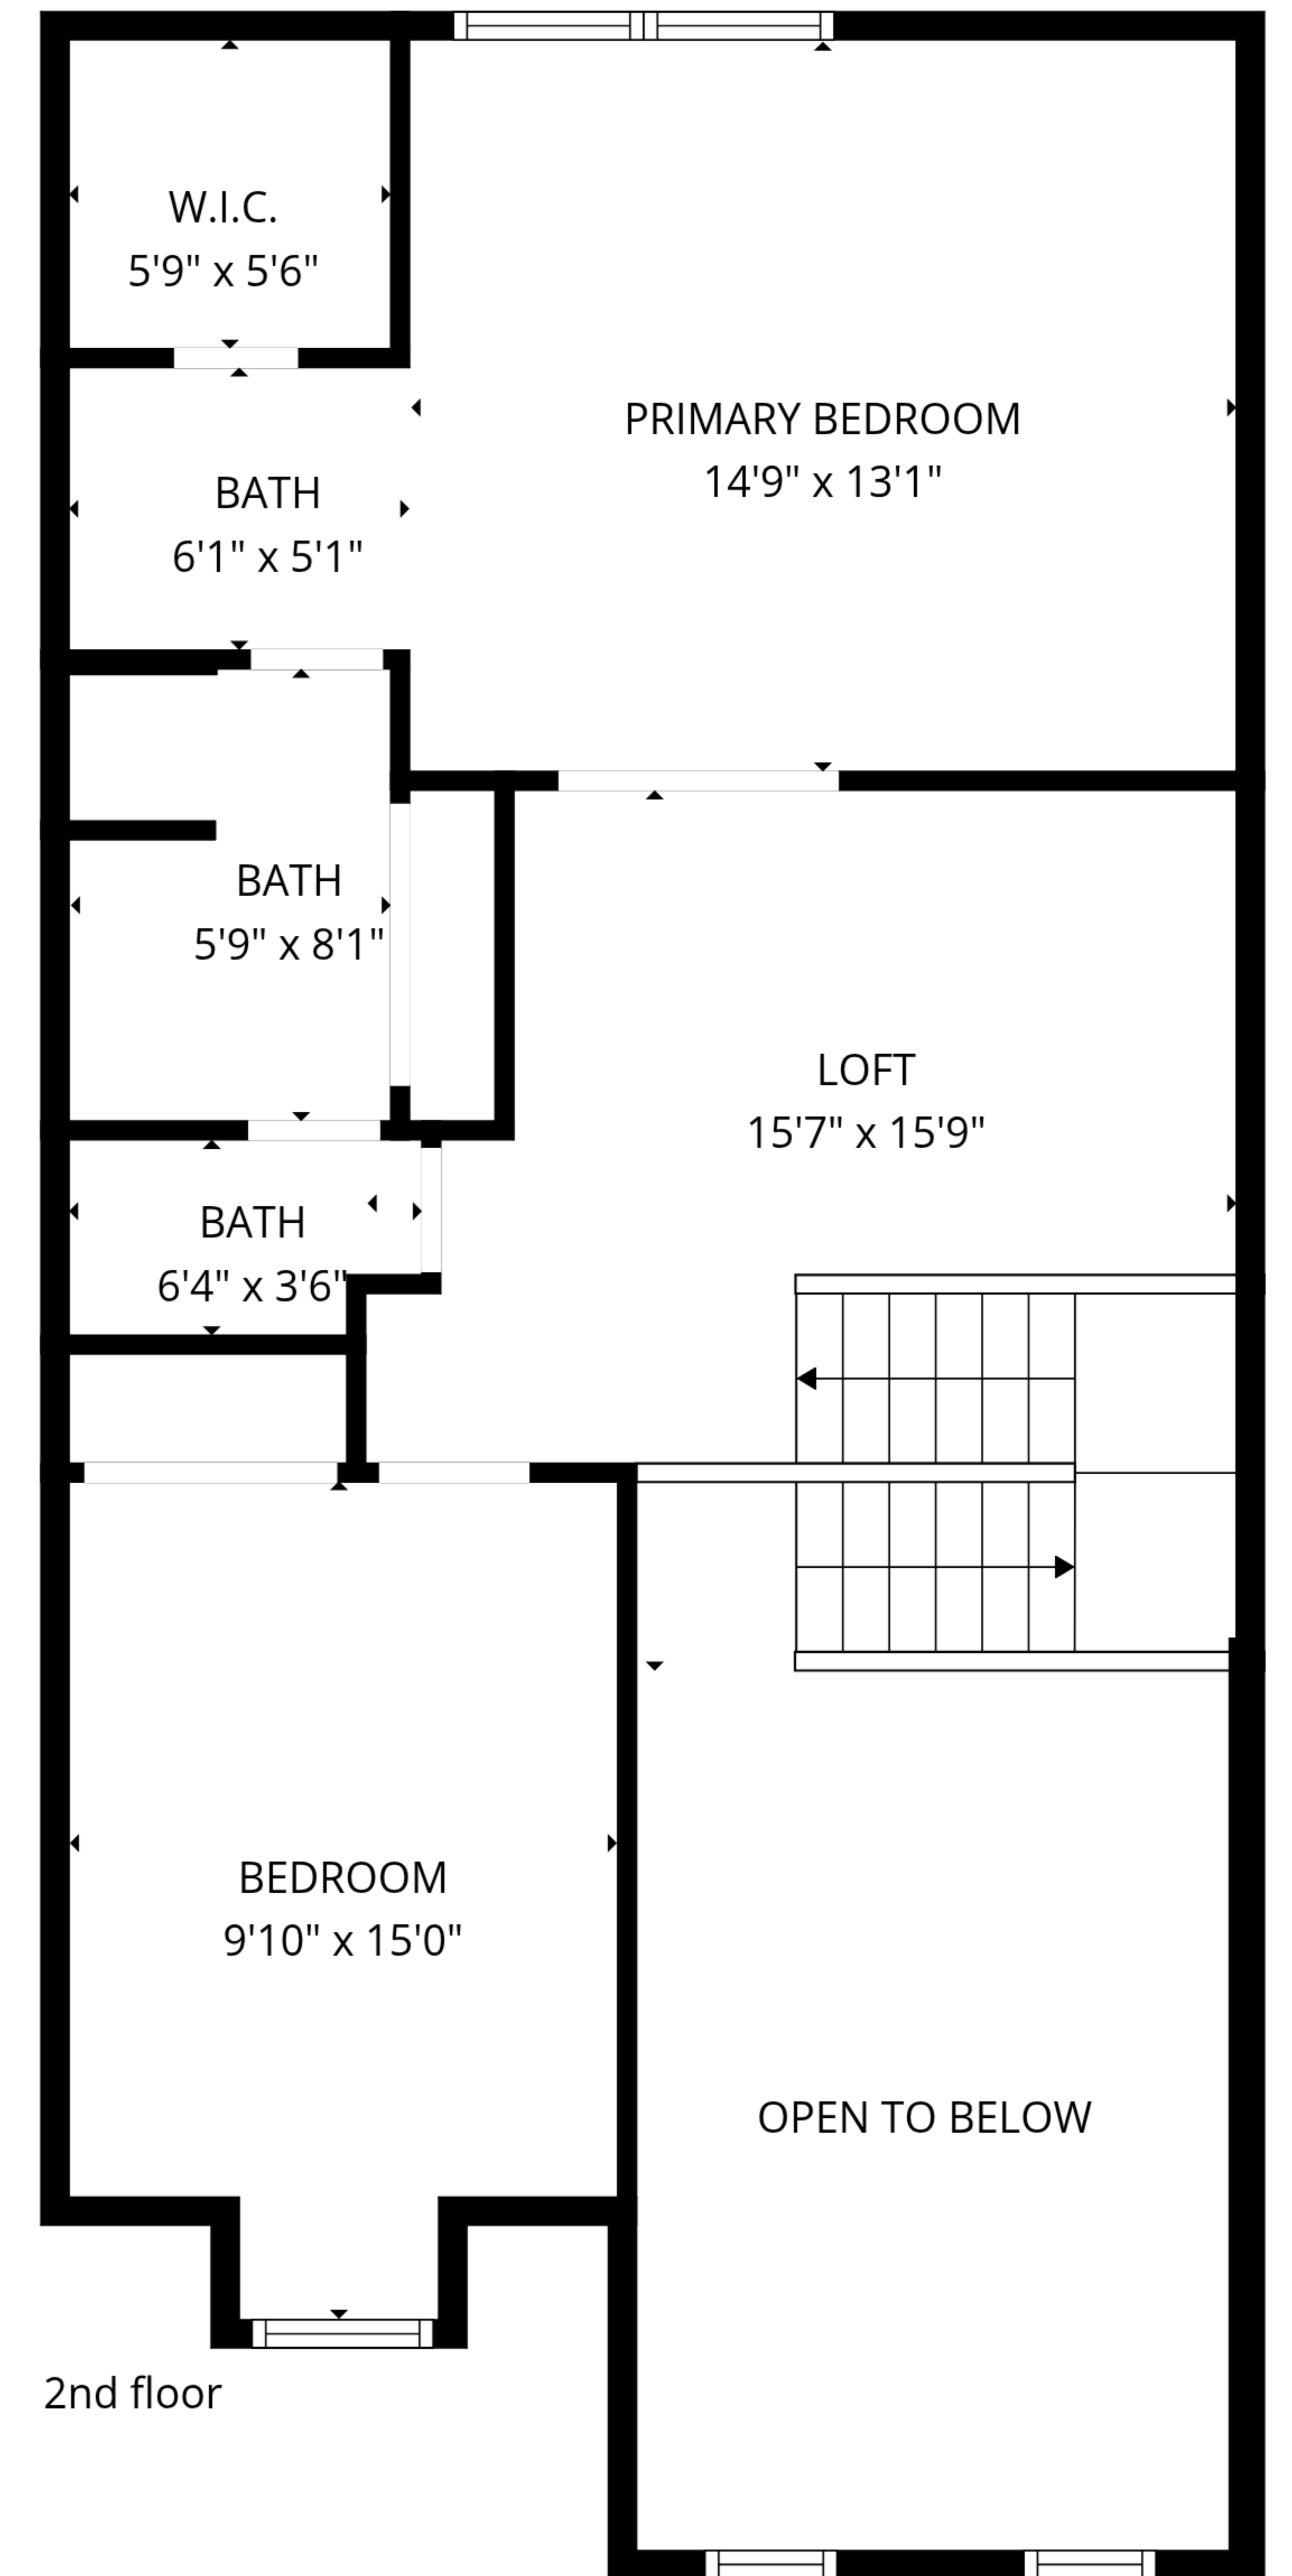 W.I.C.
5'9" x 5'6"
PRIMARY BEDROOM
14'9" x 13'1"
BATH
6'1" x 5'1"
BATH
5'9" x 8'1"
LOFT
15'7" x 15'9"
BATH
6'4" x 3'6"
BEDROOM
9'10" x 15'0"
OPEN TO BELOW
2nd floor